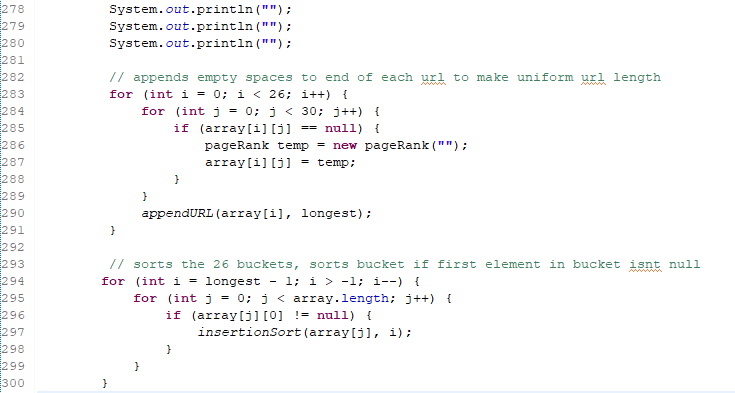 278 System.out.println("");
279 System.out.println("");
280 System.out.println("");
281
282 // appends empty spaces to end of each url to make uniform url length
283 for (int i = 0; i < 26; i++) {
284 for (int j = 0; j < 30; j++) {
285 if (array[i][j] == null) {
286 pageRank temp = new pageRank("");
287 array[i][j] = temp;
288 }
289 }
290 appendURL(array[i], longest);
291 }
292
293 // sorts the 26 buckets, sorts bucket if first element in bucket isnt null
294 for (int i = longest - 1; i > -1; i--) {
295 for (int j = 0; j < array.length; j++) {
296 if (array[j][0] != null) {
297 insertionSort(array[j], i);
298 }
299 }
300 }